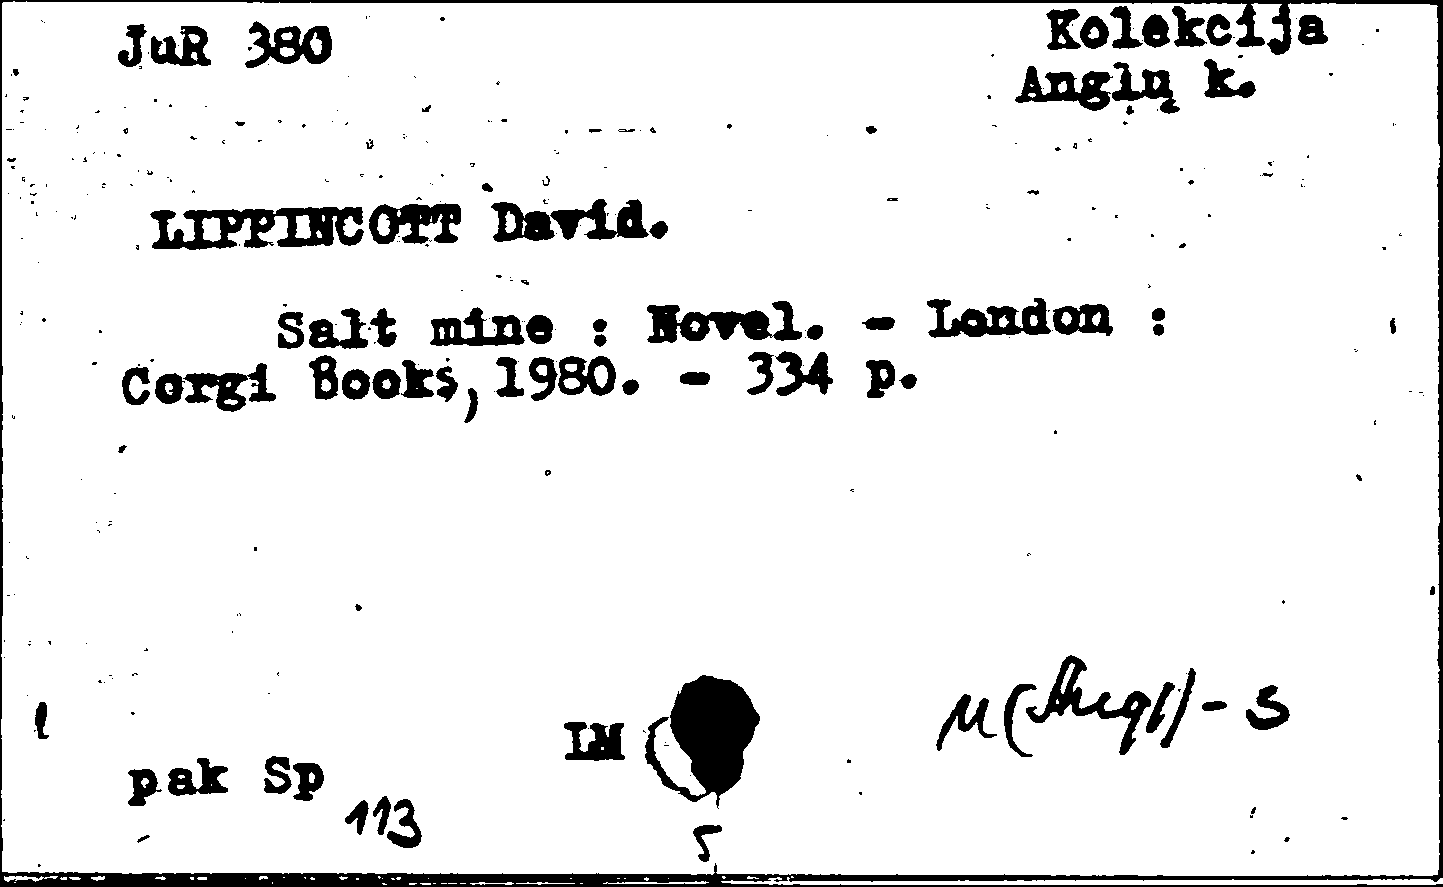 JuR 380
Kolekcija
Anglų k.
LIPPINCOTT David.
Salt mine : Novel. - London :
Corgi Books, 1980. - 334 p.
LM
И(Англ)-S
pak Sp
113
5